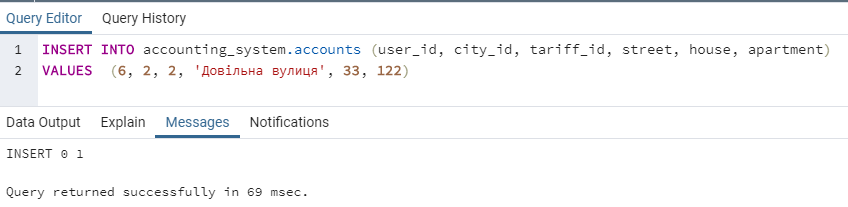 Query Editor Query History
1 INSERT INTO accounting_system.accounts (user_id, city_id, tariff_id, street, house, apartment)
2 VALUES (6, 2, 2, 'Довільна вулиця', 33, 122)
Data Output Explain Messages Notifications
INSERT 0 1
Query returned successfully in 69 msec.